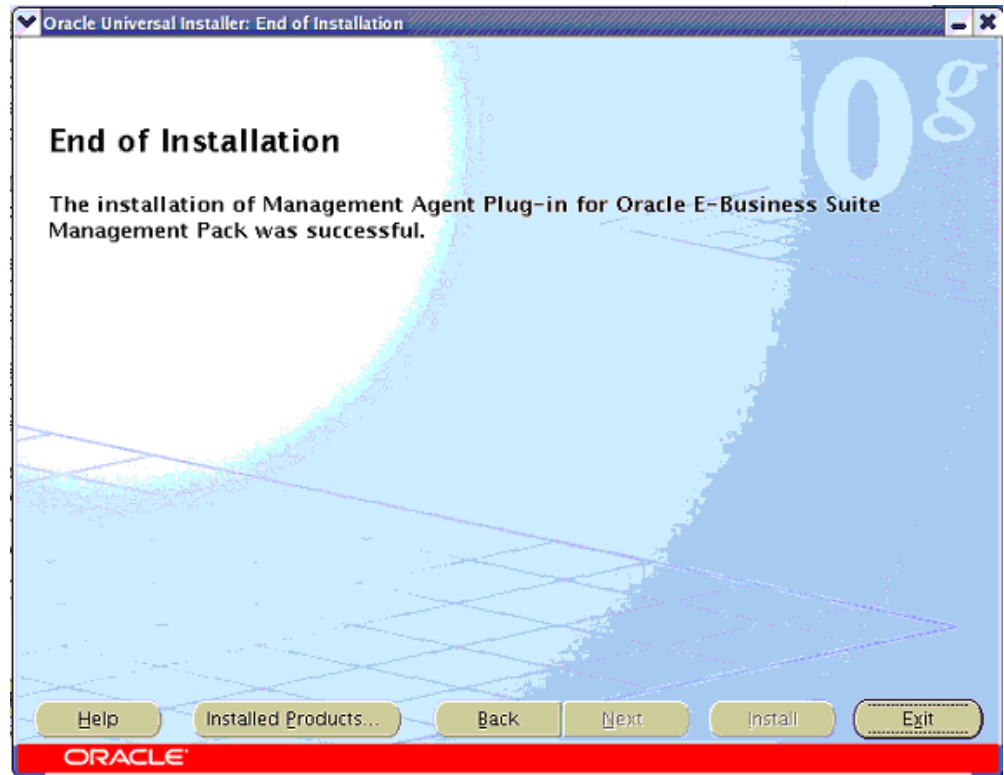 Oracle Universal Installer: End of Installation
0g
End of Installation
The installation of Management Agent Plug-in for Oracle E-Business Suite
Management Pack was successful.
Help Installed Products... Back Next Install Exit
ORACLE